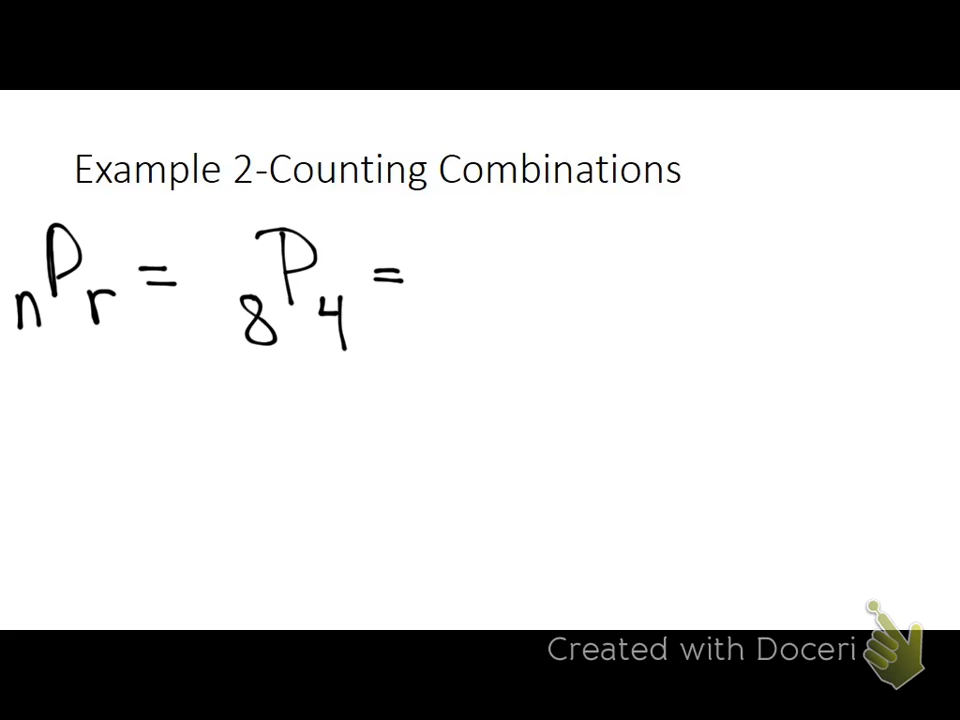 Example 2-Counting Combinations
nPr = 8P4 =
Created with Doceri